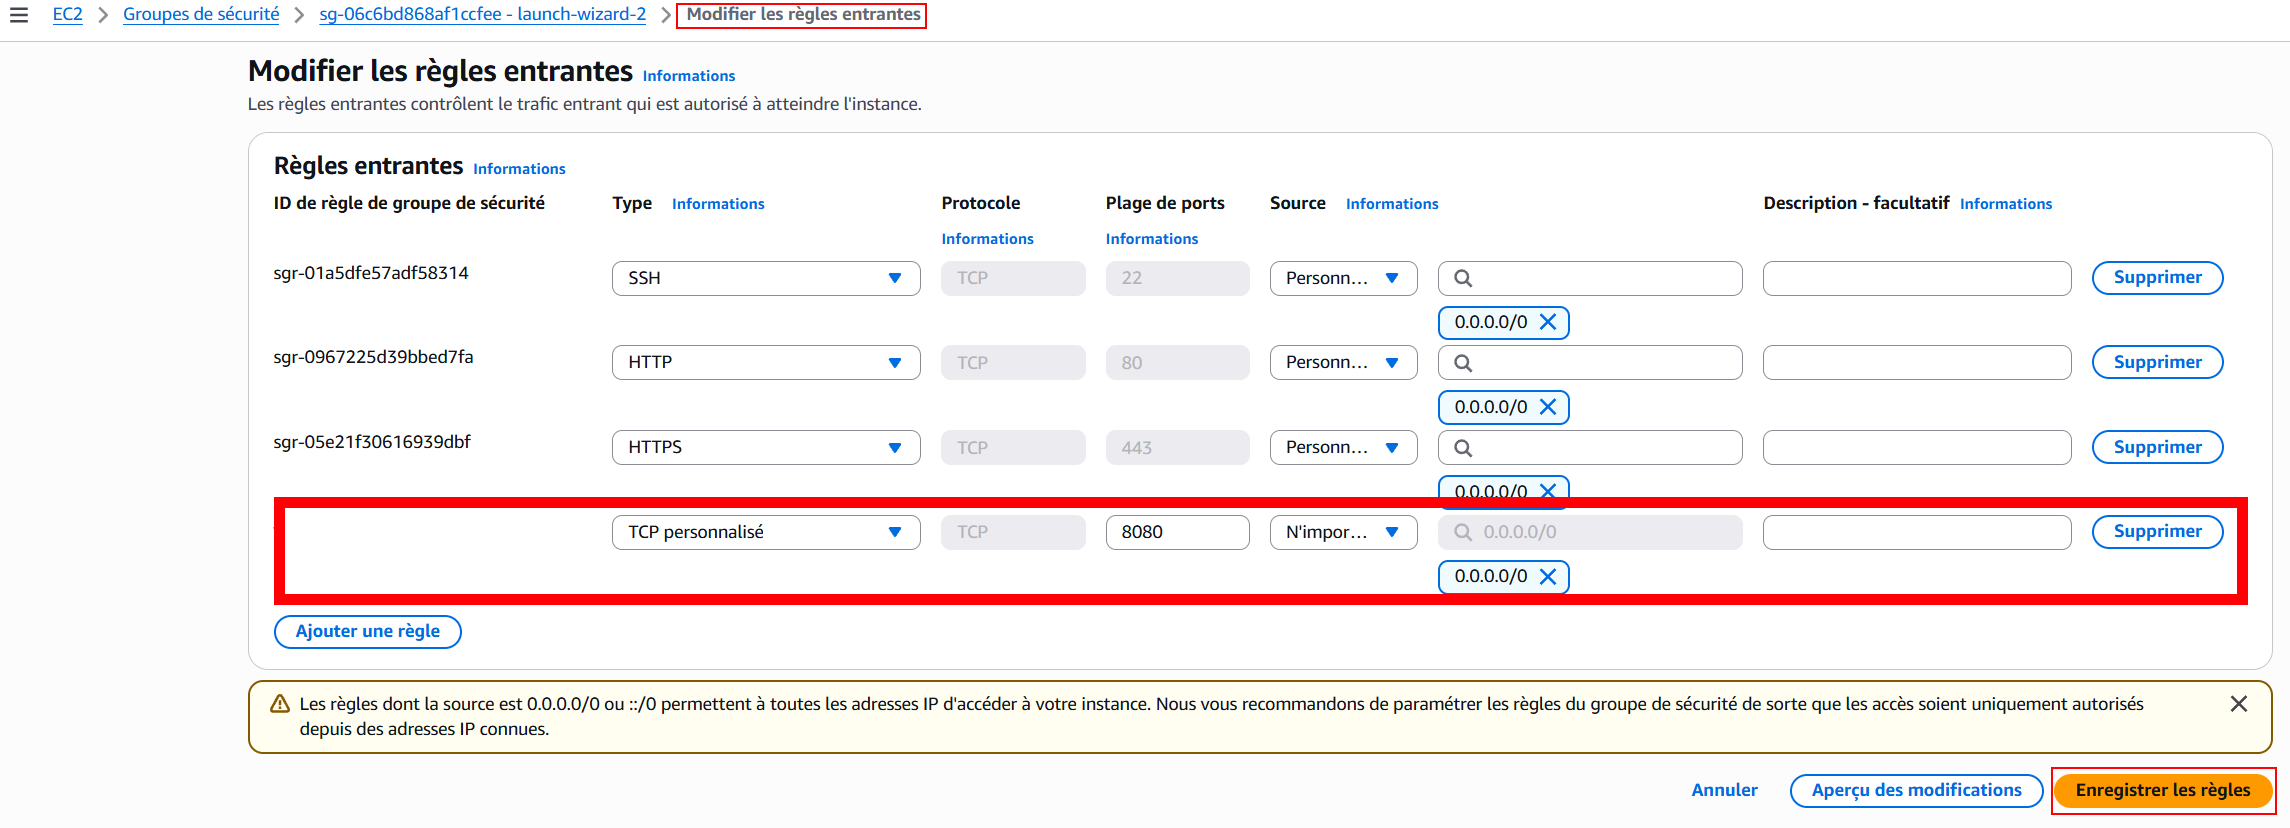 EC2 > Groupes de sécurité > sg-06c6bd868af1ccfee - launch-wizard-2 > Modifier les règles entrantes
Modifier les règles entrantes Informations
Les règles entrantes contrôlent le trafic entrant qui est autorisé à atteindre l'instance.
Règles entrantes Informations
ID de règle de groupe de sécurité Type Informations Protocole Plage de ports Source Informations Description - facultatif Informations
Informations Informations
sgr-01a5dfe57adf58314 SSH TCP 22 Personn... Supprimer
0.0.0.0/0
sgr-0967225d39bbed7fa HTTP TCP 80 Personn... Supprimer
0.0.0.0/0
sgr-05e21f30616939dbf HTTPS TCP 443 Personn... Supprimer
0.0.0.0/0
TCP personnalisé TCP 8080 N'impor... 0.0.0.0/0 Supprimer
0.0.0.0/0
Ajouter une règle
Les règles dont la source est 0.0.0.0/0 ou ::/0 permettent à toutes les adresses IP d'accéder à votre instance. Nous vous recommandons de paramétrer les règles du groupe de sécurité de sorte que les accès soient uniquement autorisés
depuis des adresses IP connues.
Annuler Aperçu des modifications Enregistrer les règles